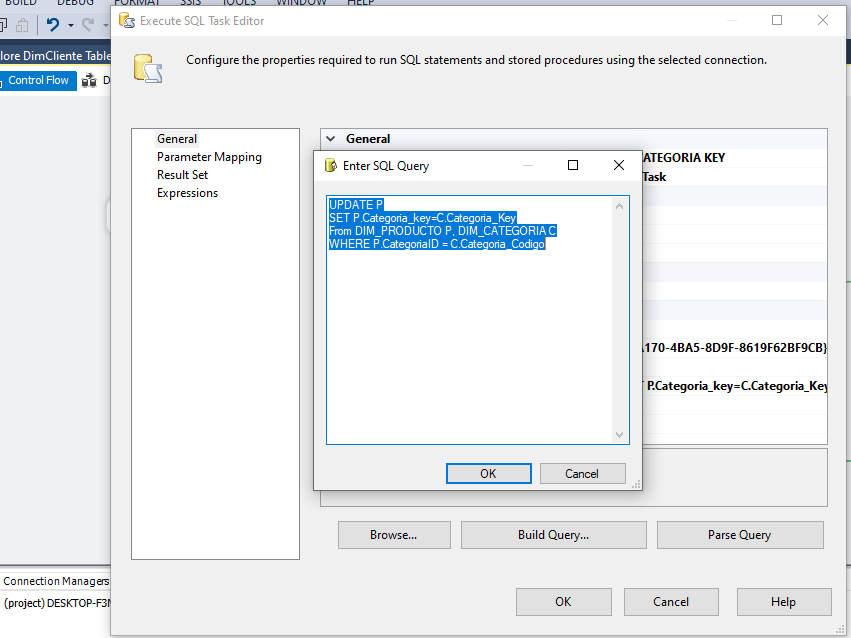 BUILD DEBUG FORMAT SSIS TOOLS WINDOW HELP
Execute SQL Task Editor
lore DimCliente Table
Control Flow
D
Configure the properties required to run SQL statements and stored procedures using the selected connection.
General
Parameter Mapping
Result Set
Expressions
General
ATEGORIA KEY
Task
Enter SQL Query
UPDATE P
SET P.Categoria_key=C.Categoria_Key
From DIM_PRODUCTO P, DIM_CATEGORIA C
WHERE P.CategoriaID = C.Categoria_Codigo
170-4BA5-8D9F-8619F62BF9CB}
P.Categoria_key=C.Categoria_Key
OK
Cancel
Browse...
Build Query...
Parse Query
Connection Managers
(project) DESKTOP-F3
OK
Cancel
Help